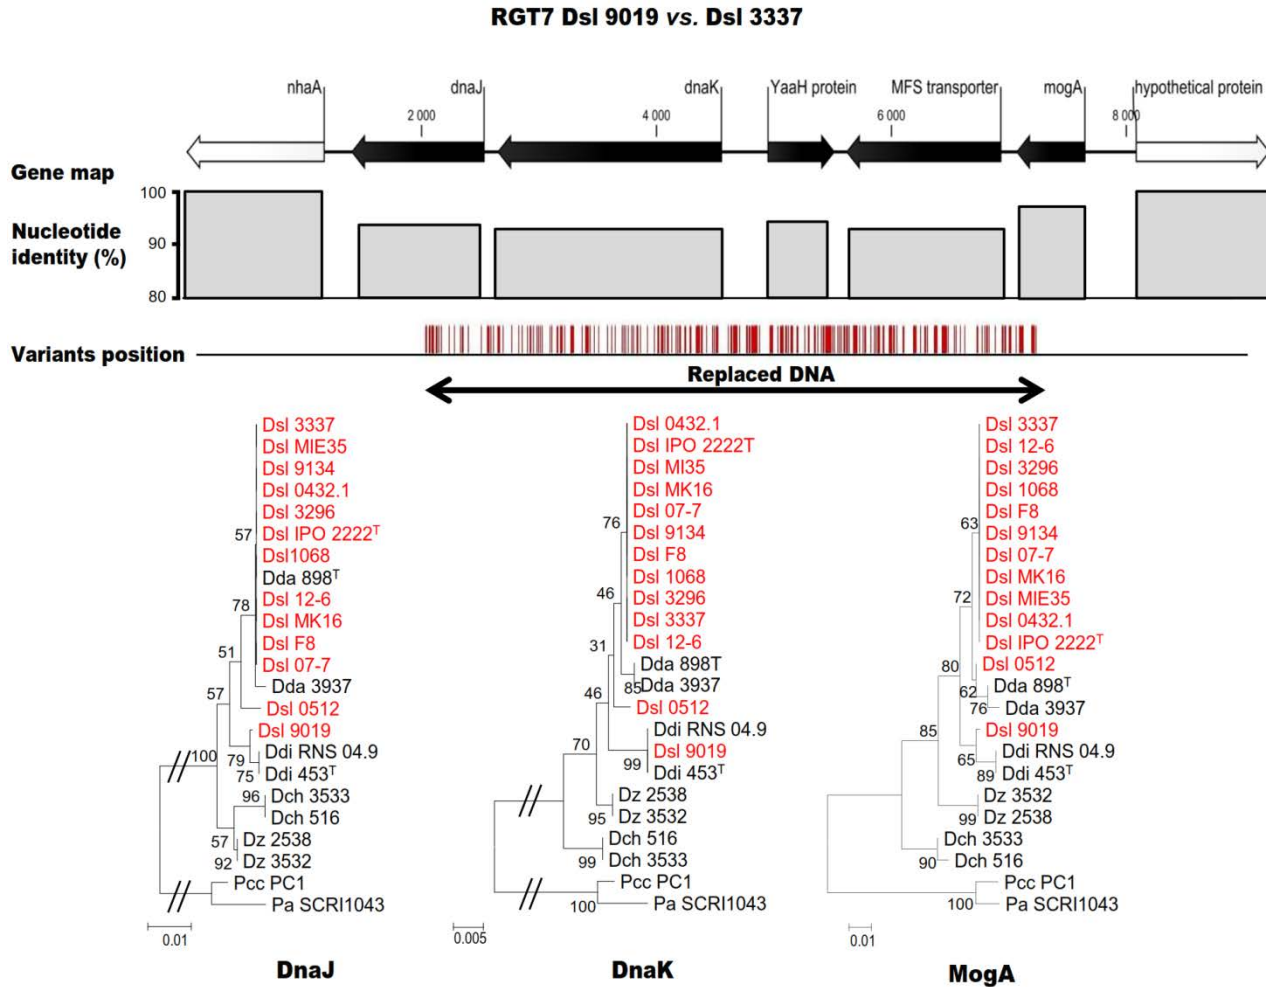 RGT7 Dsl 9019 vs. Dsl 3337
nhaA dnaJ dnaK YaaH protein MFS transporter mogA hypothetical protein
2 000 4 000 6 000 8 000
Gene map
100
Nucleotide
identity (%)
90
80
Variants position
Replaced DNA
Dsl 3337
Dsl MIE35
Dsl 9134
Dsl 0432.1
Dsl 3296
57
Dsl IPO 2222T
Dsl1068
Dda 898T
Dsl 12-6
78
Dsl MK16
Dsl F8
51
Dsl 07-7
Dda 3937
57
Dsl 0512
Dsl 9019
100
Ddi RNS 04.9
79
75
Ddi 453T
96
Dch 3533
Dch 516
Dz 2538
57
92
Dz 3532
Pcc PC1
Pa SCRI1043
0.01
DnaJ
Dsl 0432.1
Dsl IPO 2222T
Dsl MI35
Dsl MK16
Dsl 07-7
76
Dsl 9134
Dsl F8
Dsl 1068
46
Dsl 3296
Dsl 3337
31
Dsl 12-6
Dda 898T
85
Dda 3937
46
Dsl 0512
Ddi RNS 04.9
70
Dsl 9019
99
Ddi 453T
Dz 2538
95
Dz 3532
Dch 516
99
Dch 3533
Pcc PC1
100
Pa SCRI1043
0.005
DnaK
Dsl 3337
Dsl 12-6
Dsl 3296
Dsl 1068
Dsl F8
63
Dsl 9134
Dsl 07-7
Dsl MK16
72
Dsl MIE35
Dsl 0432.1
Dsl IPO 2222T
80
Dsl 0512
Dda 898T
62
76
Dda 3937
85
Dsl 9019
Ddi RNS 04.9
65
89
Ddi 453T
Dz 3532
99
Dz 2538
Dch 3533
90
Dch 516
Pcc PC1
100
Pa SCRI1043
0.01
MogA